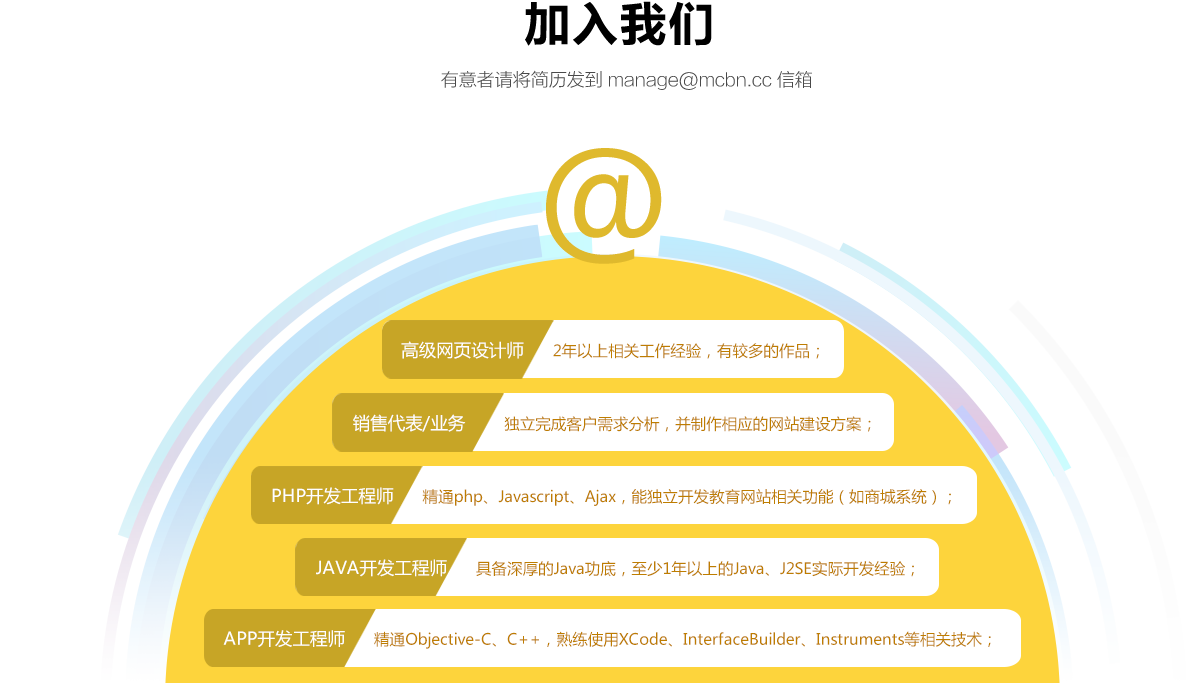 加入我们
有意者请将简历发到 manage@mcbn.cc 信箱
@
高级网页设计师 2年以上相关工作经验，有较多的作品；
销售代表/业务 独立完成客户需求分析，并制作相应的网站建设方案；
PHP开发工程师 精通php、Javascript、Ajax，能独立开发教育网站相关功能（如商城系统）；
JAVA开发工程师 具备深厚的Java功底，至少1年以上的Java、J2SE实际开发经验；
APP开发工程师 精通Objective-C、C++，熟练使用XCode、InterfaceBuilder、Instruments等相关技术；